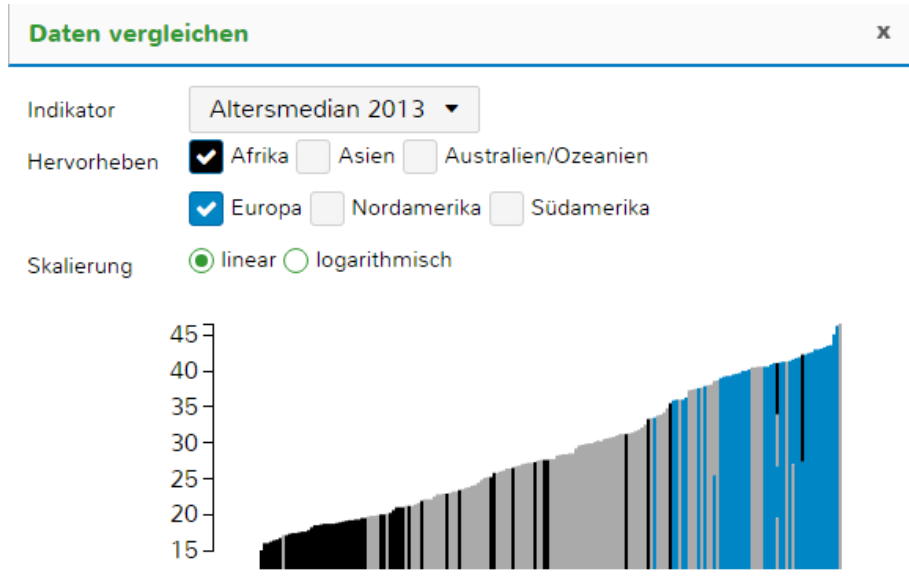 Daten vergleichen x
Indikator Altersmedian 2013
Hervorheben Afrika Asien Australien/Ozeanien
Europa Nordamerika Südamerika
Skalierung linear logarithmisch
45
40
35
30
25
20
15